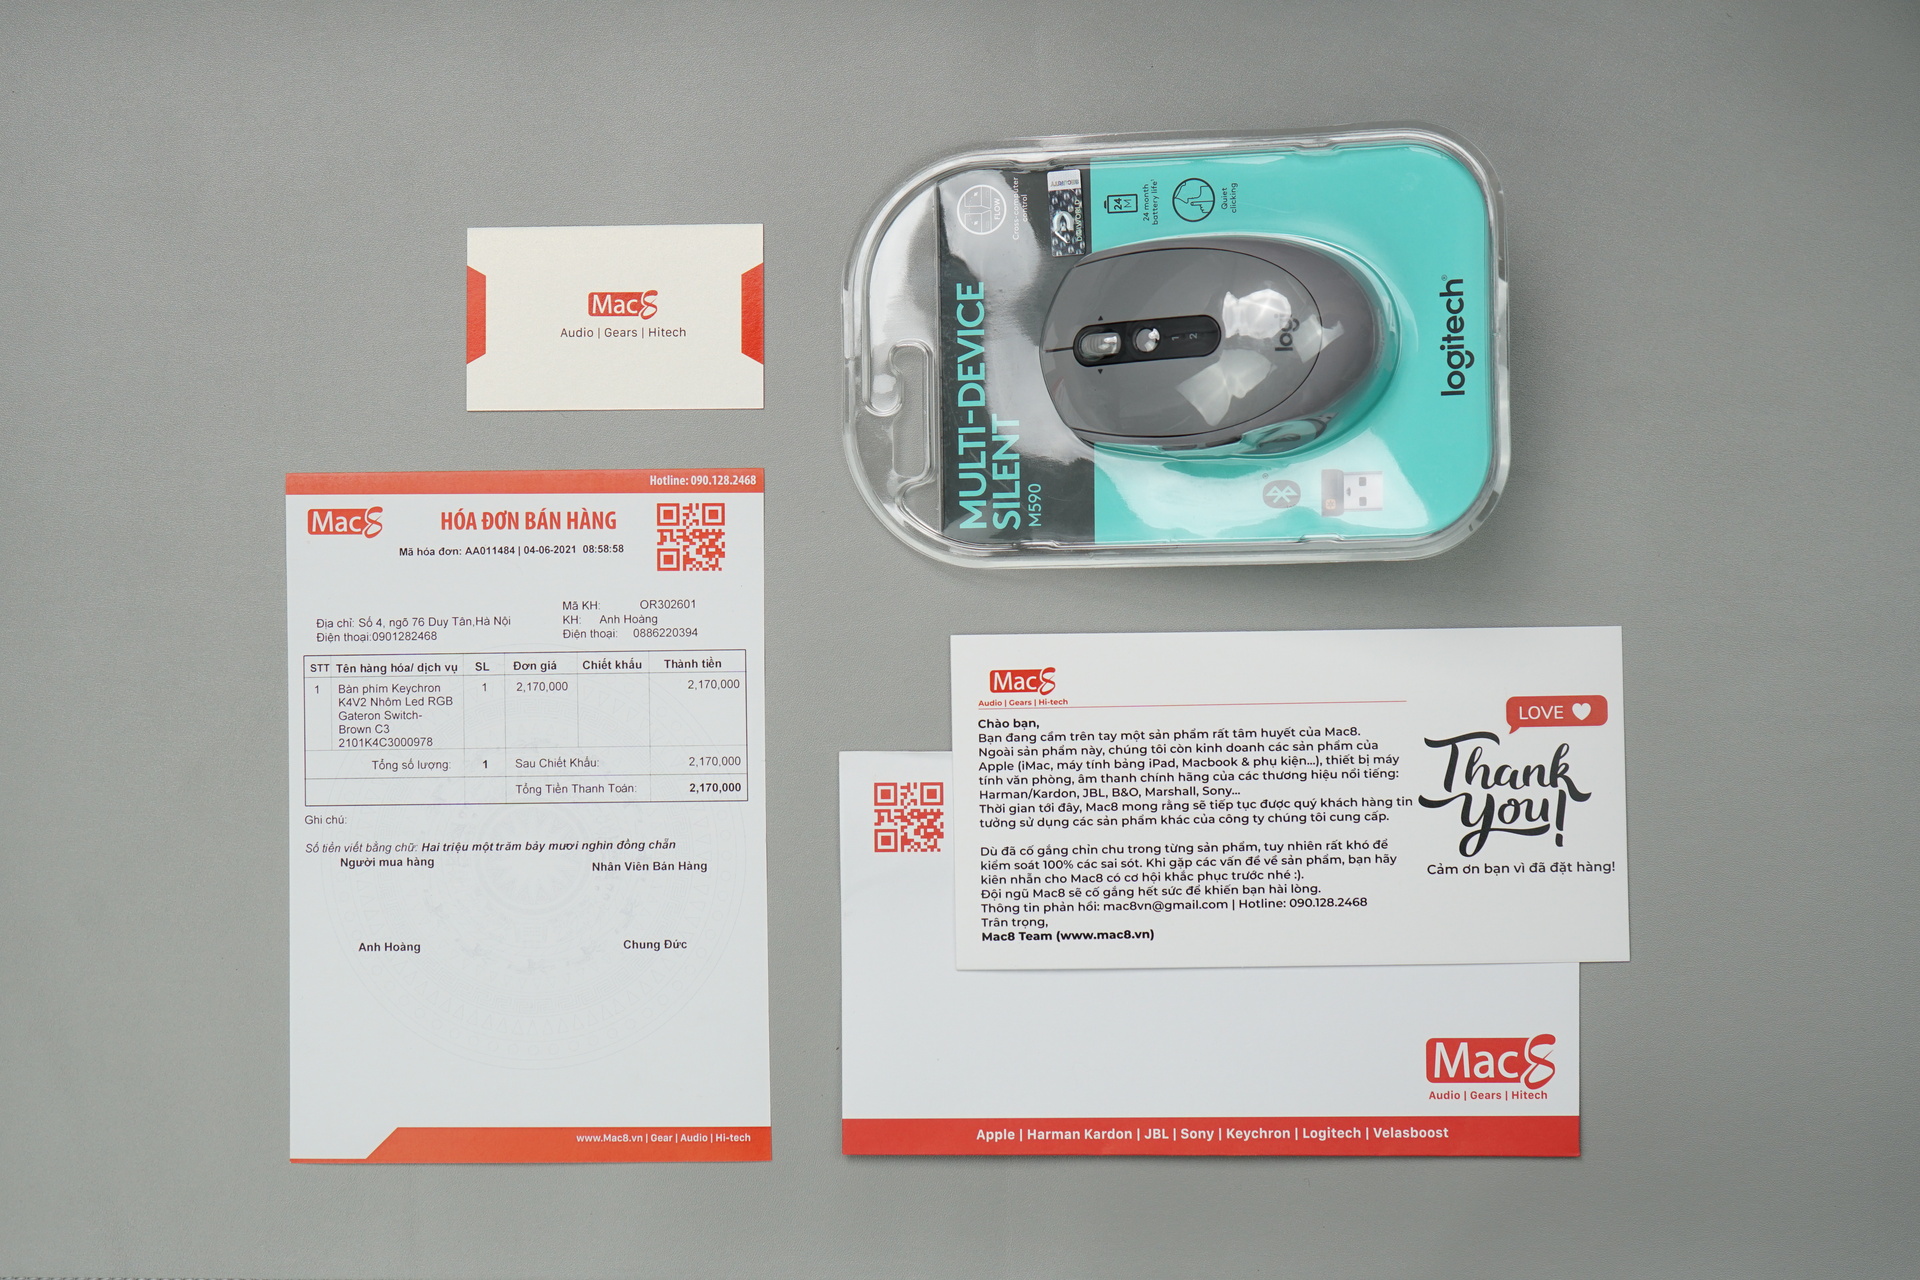 Mac8
Audio | Gears | Hitech
Hotline: 090.128.2468
Mac8
HÓA ĐƠN BÁN HÀNG
Mã hóa đơn: AA011484 | 04-06-2021 08:58:58
Mã KH: OR302601
Địa chỉ: Số 4, ngõ 76 Duy Tân,Hà Nội
KH: Anh Hoàng
Điện thoại:0901282468
Điện thoại: 0886220394
STT Tên hàng hóa/ dịch vụ SL Đơn giá Chiết khấu Thành tiền
1 Bàn phím Keychron 1 2,170,000 2,170,000
K4V2 Nhôm Led RGB
Gateron Switch-
Brown C3
2101K4C3000978
Tổng số lượng: 1 Sau Chiết Khấu: 2,170,000
Tổng Tiền Thanh Toán: 2,170,000
Ghi chú:
Số tiền viết bằng chữ: Hai triệu một trăm bảy mươi nghìn đồng chẵn
Người mua hàng
Nhân Viên Bán Hàng
Anh Hoàng
Chung Đức
www.Mac8.vn | Gear | Audio | Hi-tech
MULTI-DEVICE
SILENT
M590
FLOW
Cross-computer
control
SECURITY
DIGIWORLD
24
M
24 month
battery life¹
Quiet
clicking
1
2
logi
logitech®
Mac8
Audio | Gears | Hi-tech
Chào bạn,
Bạn đang cầm trên tay một sản phẩm rất tâm huyết của Mac8.
Ngoài sản phẩm này, chúng tôi còn kinh doanh các sản phẩm của
Apple (iMac, máy tính bảng iPad, Macbook & phụ kiện...), thiết bị máy
tính văn phòng, âm thanh chính hãng của các thương hiệu nổi tiếng:
Harman/Kardon, JBL, B&O, Marshall, Sony...
Thời gian tới đây, Mac8 mong rằng sẽ tiếp tục được quý khách hàng tin
tưởng sử dụng các sản phẩm khác của công ty chúng tôi cung cấp.
Dù đã cố gắng chỉn chu trong từng sản phẩm, tuy nhiên rất khó để
kiểm soát 100% các sai sót. Khi gặp các vấn đề về sản phẩm, bạn hãy
kiên nhẫn cho Mac8 có cơ hội khắc phục trước nhé :).
Đội ngũ Mac8 sẽ cố gắng hết sức để khiến bạn hài lòng.
Thông tin phản hồi: mac8vn@gmail.com | Hotline: 090.128.2468
Trân trọng,
Mac8 Team (www.mac8.vn)
LOVE
Thank
you!
Cảm ơn bạn vì đã đặt hàng!
Mac8
Audio | Gears | Hitech
Apple | Harman Kardon | JBL | Sony | Keychron | Logitech | Velasboost